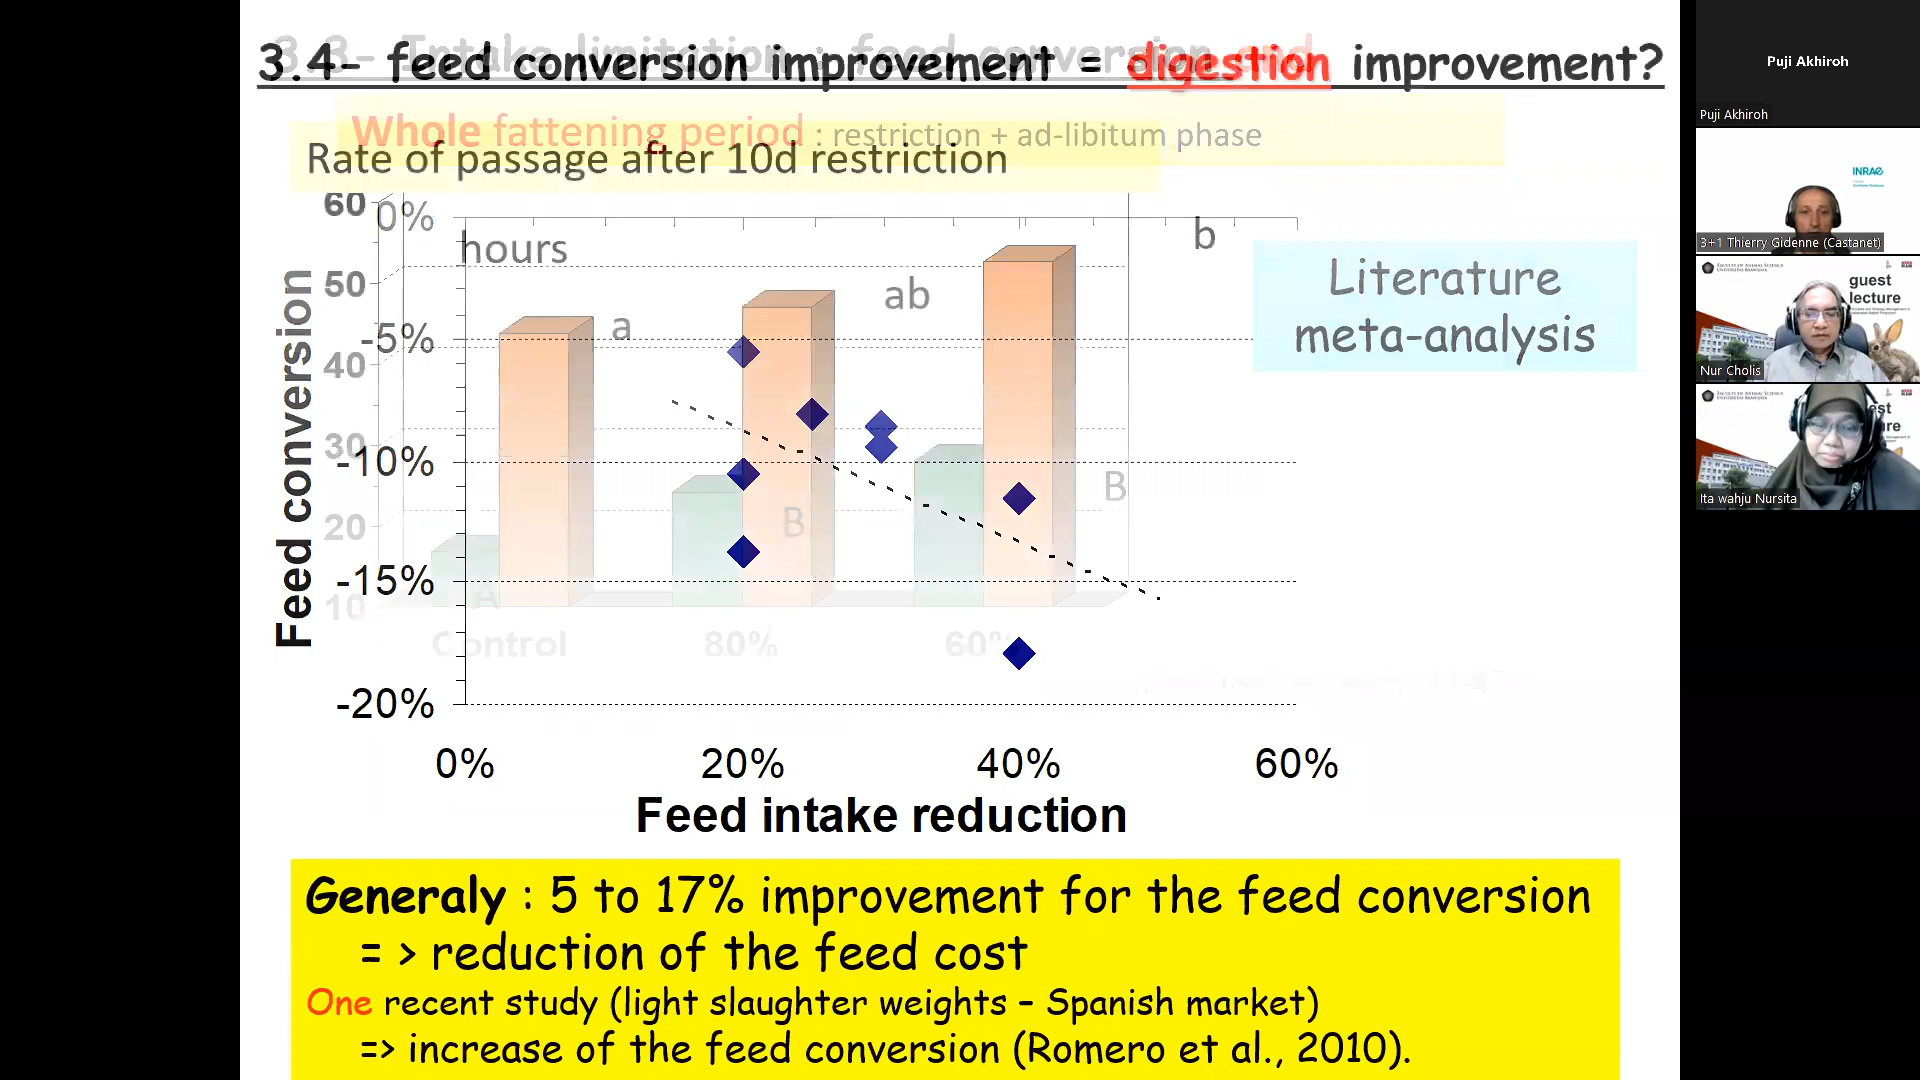 3.3- Intake limitation : feed conversion and
3.4- feed conversion improvement = digestion improvement?
Whole fattening period : restriction + ad-libitum phase
Rate of passage after 10d restriction
60
50
40
30
20
10
hours
a
ab
b
A
B
B
Control
80%
60%
Feed conversion
0%
-5%
-10%
-15%
-20%
0%
20%
40%
60%
Feed intake reduction
Literature
meta-analysis
Generaly : 5 to 17% improvement for the feed conversion
= > reduction of the feed cost
One recent study (light slaughter weights – Spanish market)
=> increase of the feed conversion (Romero et al., 2010).
Puji Akhiroh
Puji Akhiroh
INRAE
3+1 Thierry Gidenne (Castanet)
guest
lecture
Nur Cholis
Ita wahju Nursita